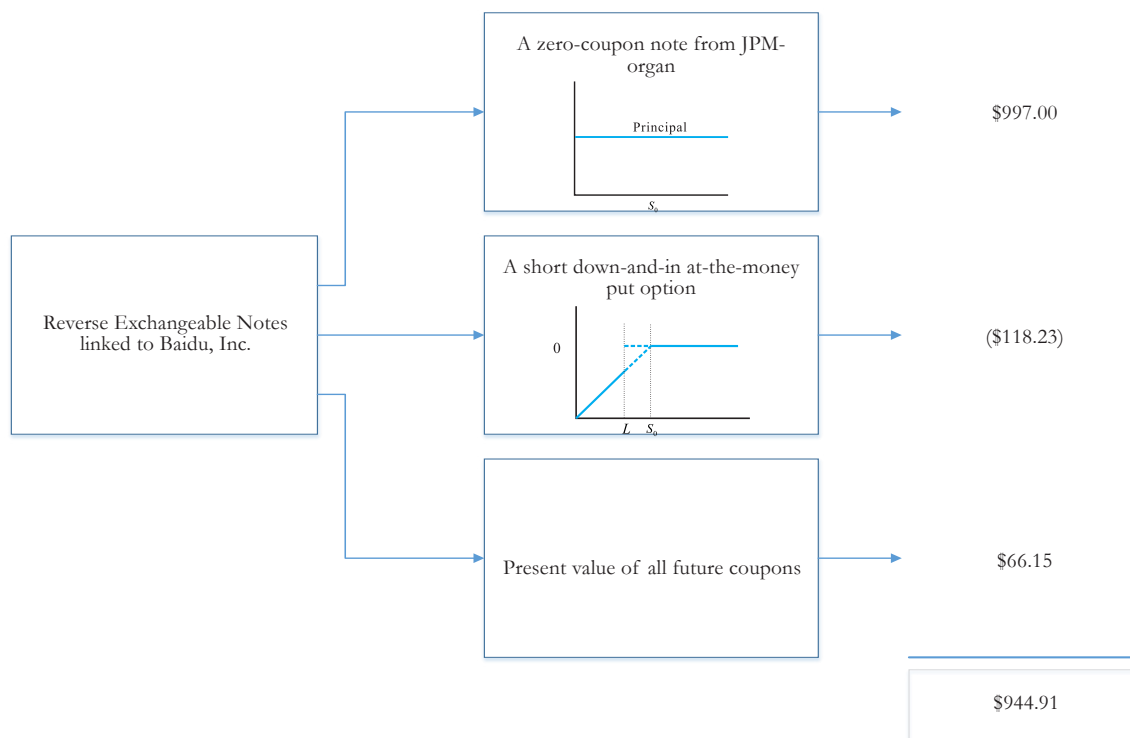 A zero-coupon note from JPM-
organ
Principal
S₀
$997.00
Reverse Exchangeable Notes
linked to Baidu, Inc.
A short down-and-in at-the-money
put option
0
L S₀
($118.23)
Present value of all future coupons
$66.15
$944.91